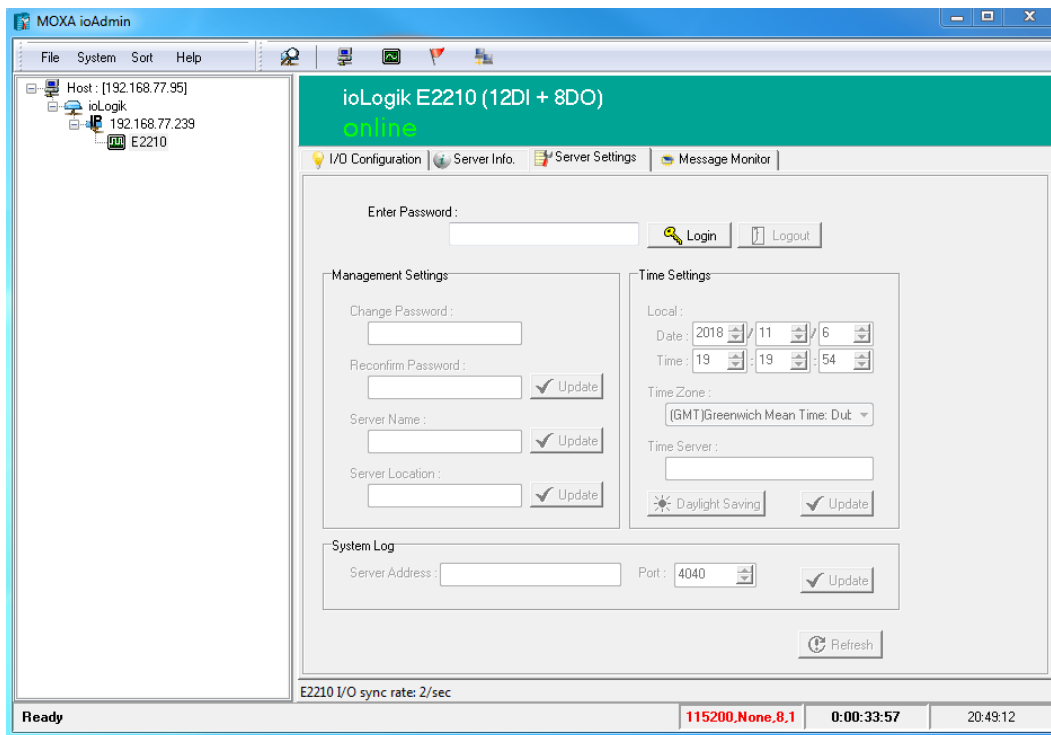 MOXA ioAdmin
File System Sort Help
Host : [192.168.77.95]
ioLogik
192.168.77.239
E2210
ioLogik E2210 (12DI + 8DO)
online
I/O Configuration Server Info. Server Settings Message Monitor
Enter Password :
Login Logout
Management Settings
Change Password :
Reconfirm Password :
Update
Server Name :
Update
Server Location :
Update
Time Settings
Local :
Date : 2018 / 11 / 6
Time : 19 : 19 : 54
Time Zone :
(GMT)Greenwich Mean Time: Dub
Time Server :
Daylight Saving Update
System Log
Server Address : Port : 4040 Update
Refresh
E2210 I/O sync rate: 2/sec
Ready 115200,None,8,1 0:00:33:57 20:49:12